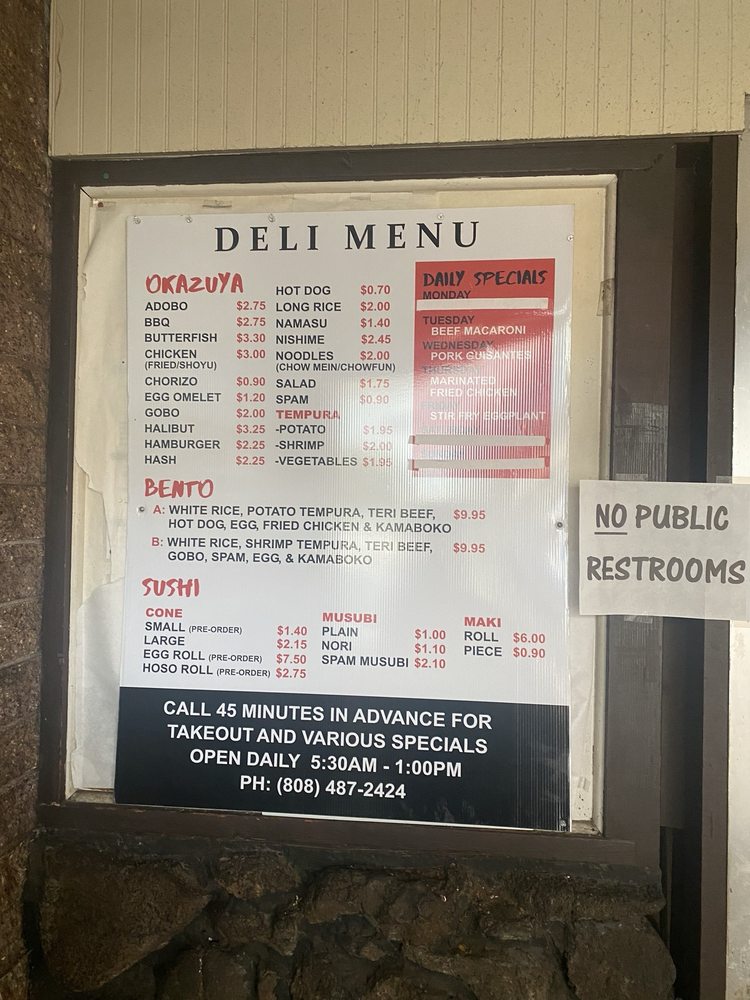 DELI MENU
OKAZUYA
ADOBO $2.75
BBQ $2.75
BUTTERFISH $3.30
CHICKEN $3.00
(FRIED/SHOYU)
CHORIZO $0.90
EGG OMELET $1.20
GOBO $2.00
HALIBUT $3.25
HAMBURGER $2.25
HASH $2.25
HOT DOG $0.70
LONG RICE $2.00
NAMASU $1.40
NISHIME $2.45
NOODLES $2.00
(CHOW MEIN/CHOWFUN)
SALAD $1.75
SPAM $0.90
TEMPURA
-POTATO $1.95
-SHRIMP $2.00
-VEGETABLES $1.95
DAILY SPECIALS
MONDAY
TUESDAY
BEEF MACARONI
WEDNESDAY
PORK GUISANTES
THURSDAY
MARINATED
FRIED CHICKEN
STIR FRY EGGPLANT
BENTO
A: WHITE RICE, POTATO TEMPURA, TERI BEEF, $9.95
HOT DOG, EGG, FRIED CHICKEN & KAMABOKO
B: WHITE RICE, SHRIMP TEMPURA, TERI BEEF, $9.95
GOBO, SPAM, EGG, & KAMABOKO
SUSHI
CONE
SMALL (PRE-ORDER) $1.40
LARGE $2.15
EGG ROLL (PRE-ORDER) $7.50
HOSO ROLL (PRE-ORDER) $2.75
MUSUBI
PLAIN $1.00
NORI $1.10
SPAM MUSUBI $2.10
MAKI
ROLL $6.00
PIECE $0.90
CALL 45 MINUTES IN ADVANCE FOR
TAKEOUT AND VARIOUS SPECIALS
OPEN DAILY 5:30AM - 1:00PM
PH: (808) 487-2424
NO PUBLIC
RESTROOMS